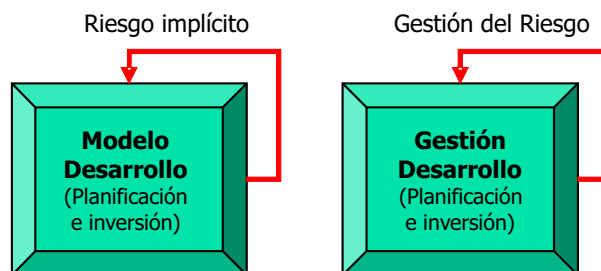 Riesgo implícito
Gestión del Riesgo
Modelo
Desarrollo
(Planificación
e inversión)
Gestión
Desarrollo
(Planificación
e inversión)